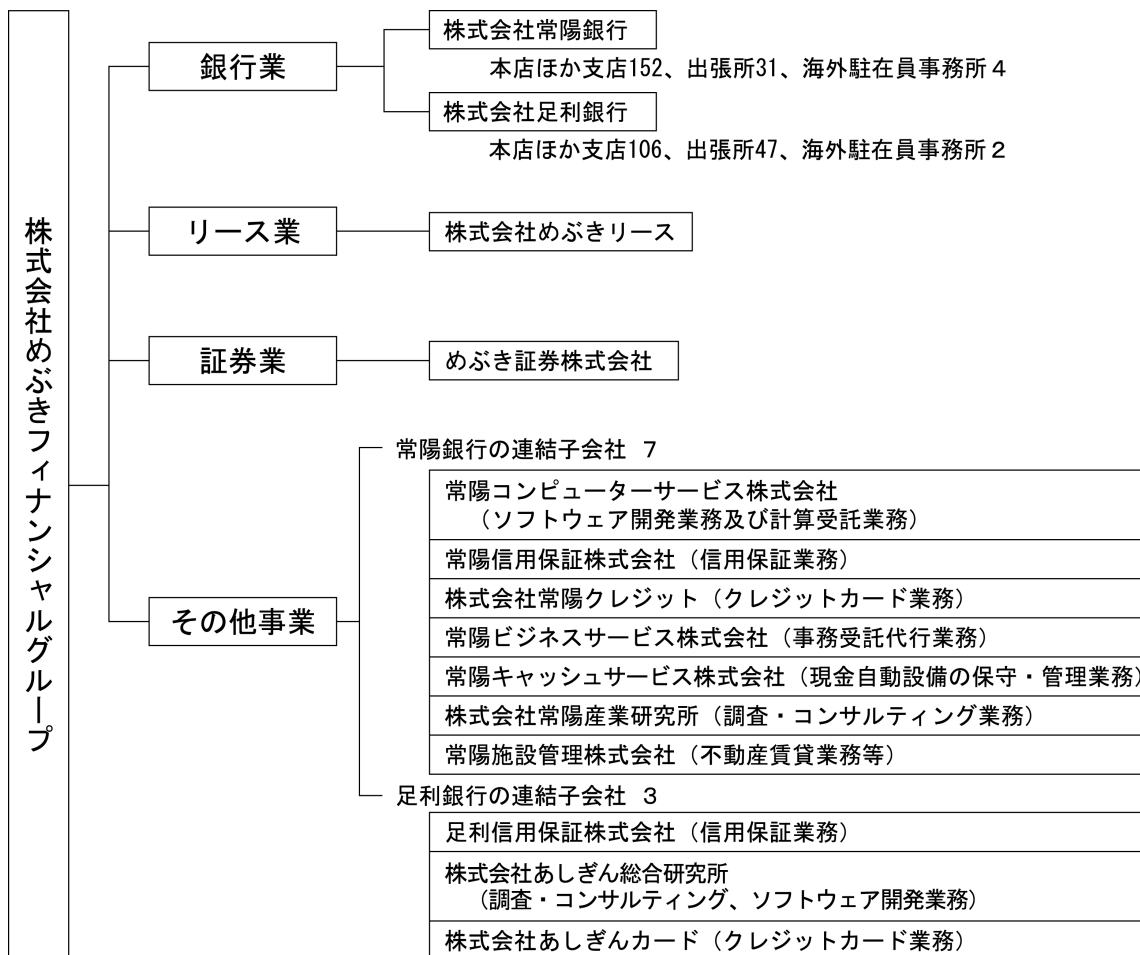 株式会社めぶきフィナンシャルグループ
銀行業
株式会社常陽銀行
本店ほか支店152、出張所31、海外駐在員事務所４
株式会社足利銀行
本店ほか支店106、出張所47、海外駐在員事務所２
リース業
株式会社めぶきリース
証券業
めぶき証券株式会社
その他事業
常陽銀行の連結子会社 ７
常陽コンピューターサービス株式会社
（ソフトウェア開発業務及び計算受託業務）
常陽信用保証株式会社（信用保証業務）
株式会社常陽クレジット（クレジットカード業務）
常陽ビジネスサービス株式会社（事務受託代行業務）
常陽キャッシュサービス株式会社（現金自動設備の保守・管理業務）
株式会社常陽産業研究所（調査・コンサルティング業務）
常陽施設管理株式会社（不動産賃貸業務等）
足利銀行の連結子会社 ３
足利信用保証株式会社（信用保証業務）
株式会社あしぎん総合研究所
（調査・コンサルティング、ソフトウェア開発業務）
株式会社あしぎんカード（クレジットカード業務）